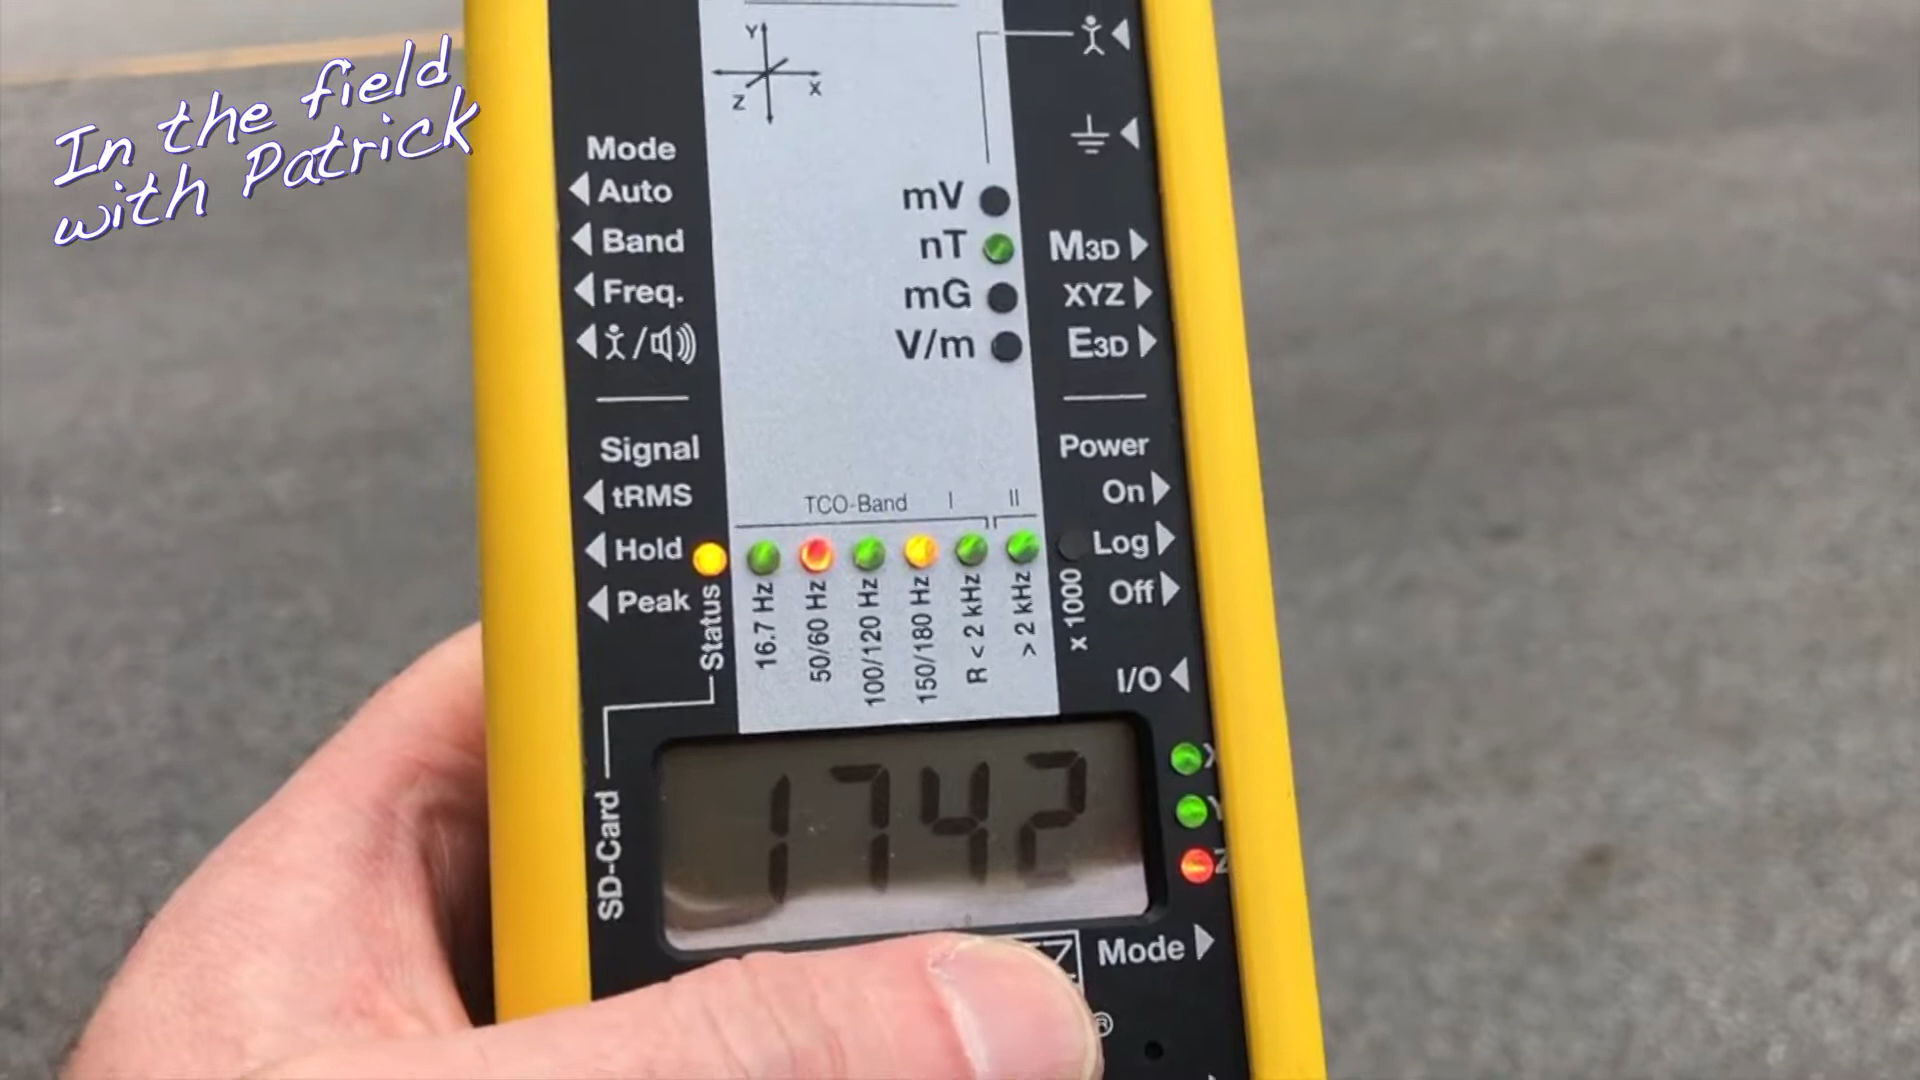 In the field
with Patrick
Y
X
Z
Mode
Auto
Band
Freq.
/
mV
nT
mG
V/m
M3D
XYZ
E3D
Signal
tRMS
Hold
Peak
Status
TCO-Band I II
16.7 Hz
50/60 Hz
100/120 Hz
150/180 Hz
R < 2 kHz
> 2 kHz
x 1000
Power
On
Log
Off
I/O
SD-Card
1742
X
Y
Z
Mode
®